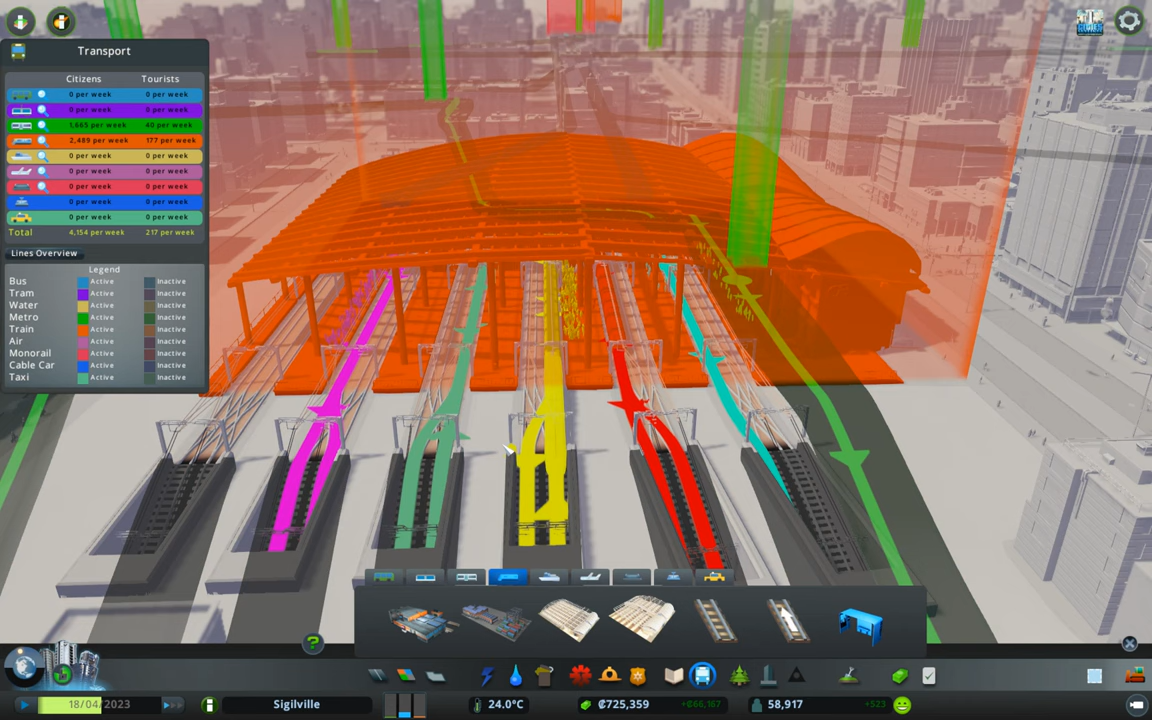 Transport
Citizens Tourists
0 per week 0 per week
0 per week 0 per week
1,665 per week 40 per week
2,489 per week 177 per week
0 per week 0 per week
0 per week 0 per week
0 per week 0 per week
0 per week 0 per week
0 per week 0 per week
Total 4,154 per week 217 per week
Lines Overview
Legend
Bus Active Inactive
Tram Active Inactive
Water Active Inactive
Metro Active Inactive
Train Active Inactive
Air Active Inactive
Monorail Active Inactive
Cable Car Active Inactive
Taxi Active Inactive
?
18/04/2023 Sigilville 24.0°C ₡725,359 +₡66,167 58,917 +523